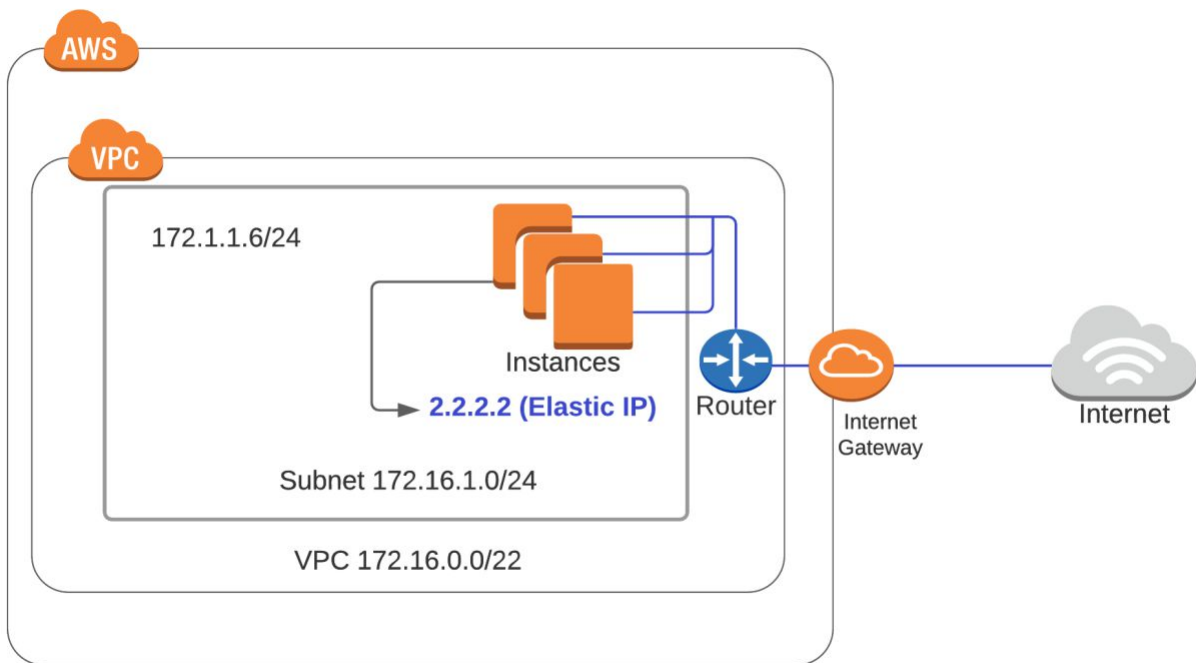 AWS
VPC
172.1.1.6/24
Instances
2.2.2.2 (Elastic IP)
Router
Internet
Gateway
Internet
Subnet 172.16.1.0/24
VPC 172.16.0.0/22